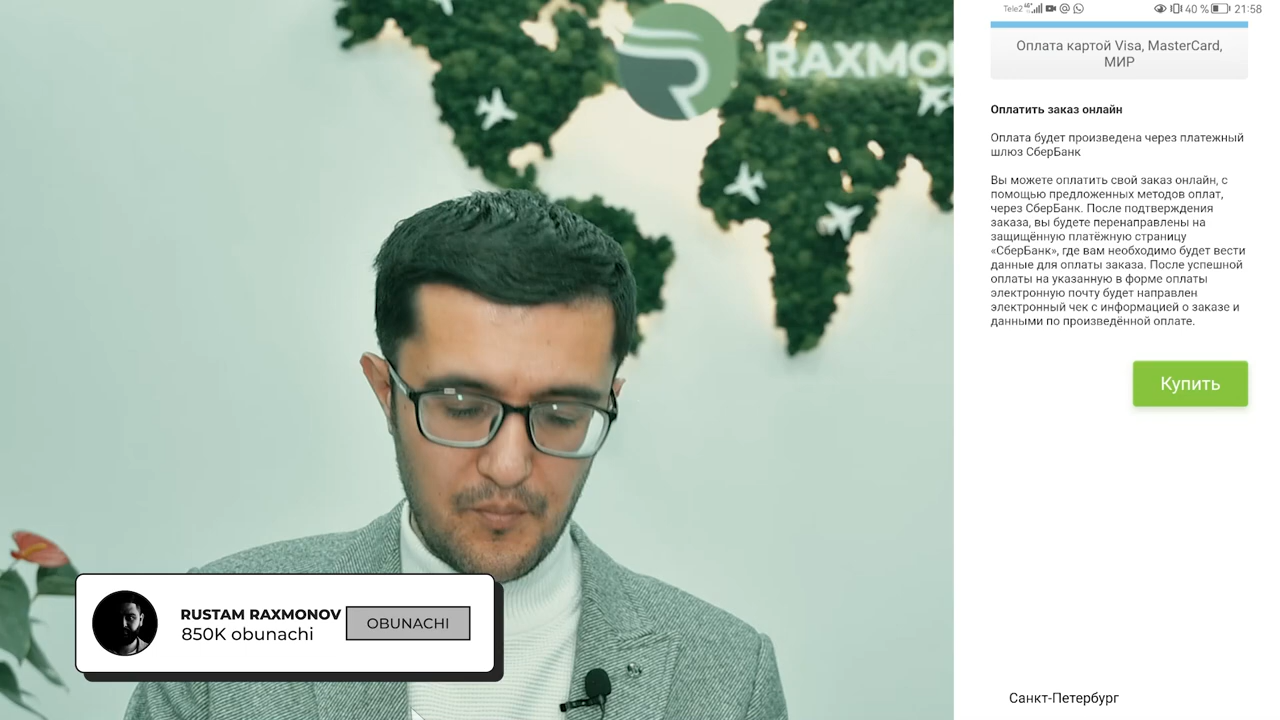 RAXMO
RUSTAM RAXMONOV
850K obunachi
OBUNACHI
Tele2 4G 40 % 21:58
Оплата картой Visa, MasterCard,
МИР
Оплатить заказ онлайн
Оплата будет произведена через платежный
шлюз СберБанк
Вы можете оплатить свой заказ онлайн, с
помощью предложенных методов оплат,
через СберБанк. После подтверждения
заказа, вы будете перенаправлены на
защищённую платёжную страницу
«СберБанк», где вам необходимо будет вести
данные для оплаты заказа. После успешной
оплаты на указанную в форме оплаты
электронную почту будет направлен
электронный чек с информацией о заказе и
данными по произведённой оплате.
Купить
Санкт-Петербург